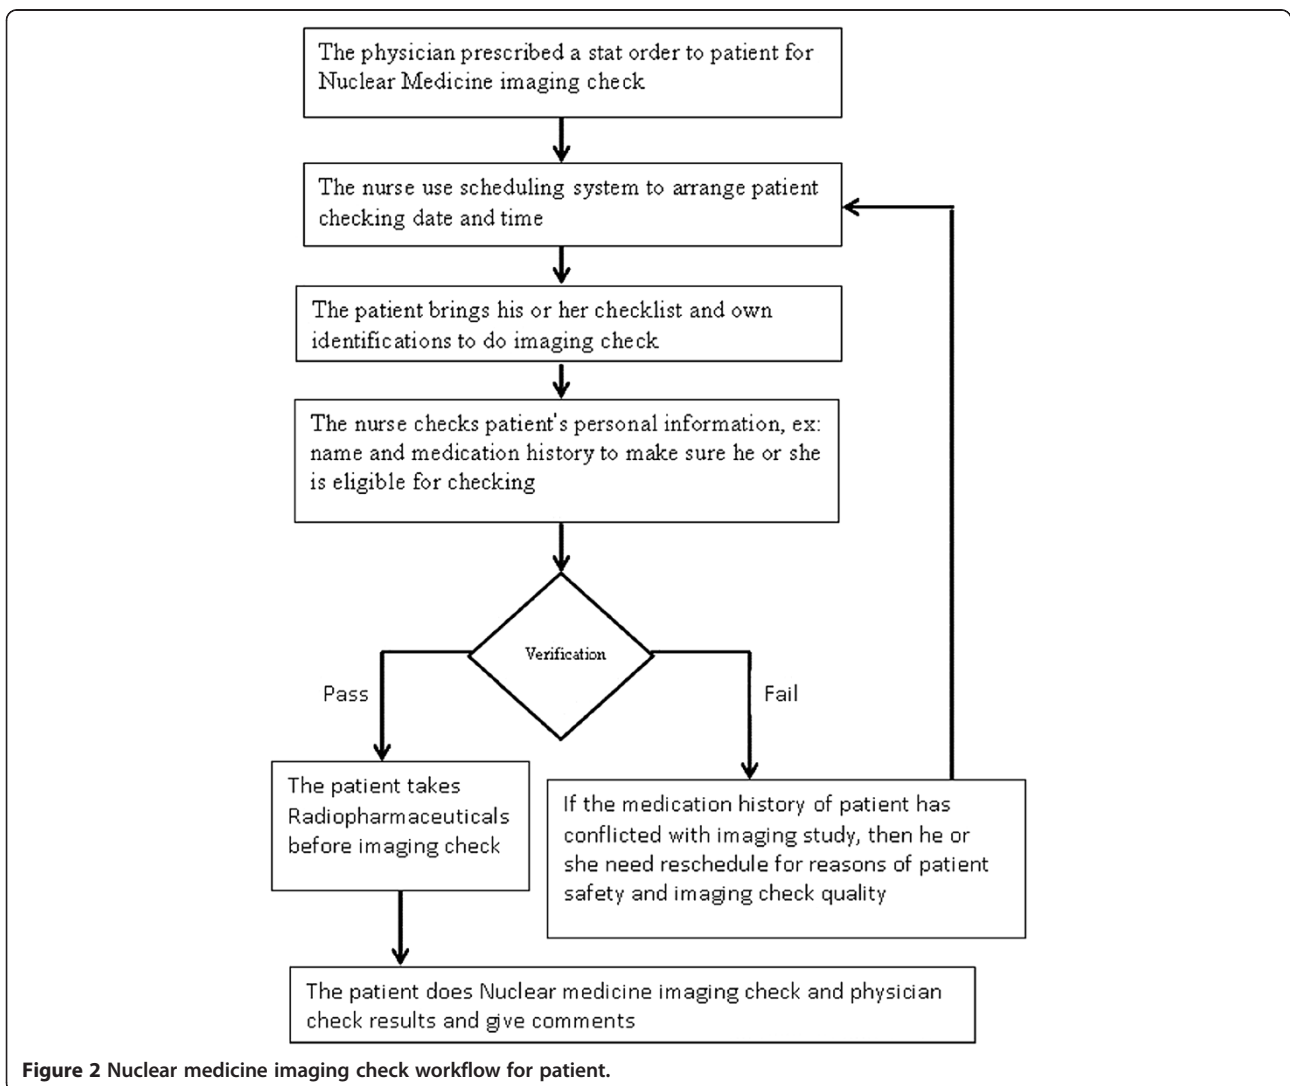 The physician prescribed a stat order to patient for
Nuclear Medicine imaging check
The nurse use scheduling system to arrange patient
checking date and time
The patient brings his or her checklist and own
identifications to do imaging check
The nurse checks patient's personal information, ex:
name and medication history to make sure he or she
is eligible for checking
Verification
Pass
Fail
The patient takes
Radiopharmaceuticals
before imaging check
If the medication history of patient has
conflicted with imaging study, then he or
she need reschedule for reasons of patient
safety and imaging check quality
The patient does Nuclear medicine imaging check and physician
check results and give comments
Figure 2 Nuclear medicine imaging check workflow for patient.